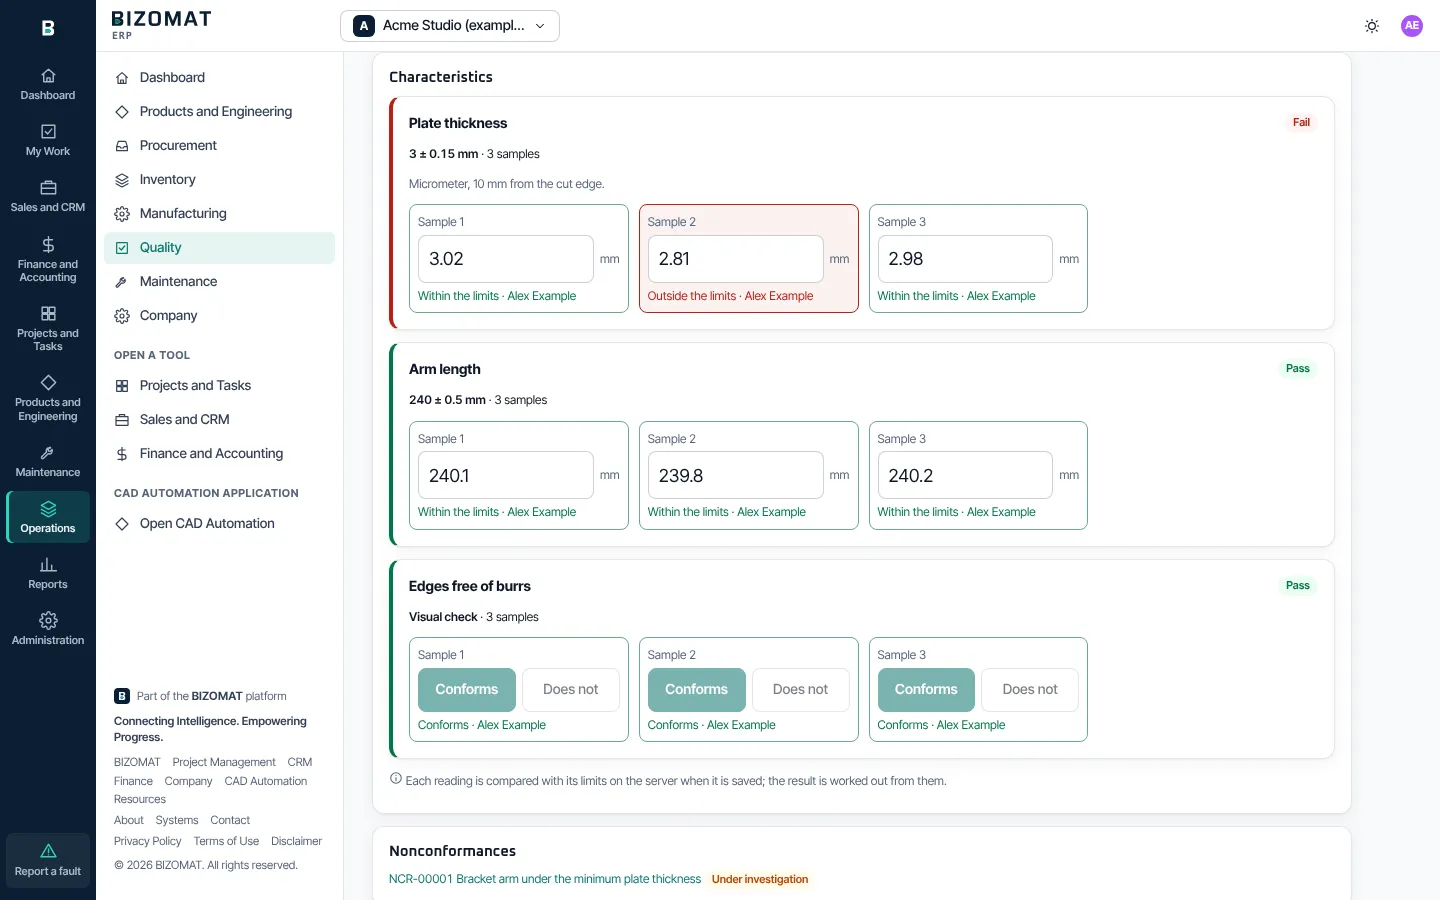 B
BIZOMAT
ERP
A Acme Studio (exampl...
AE
Dashboard
My Work
Sales and CRM
Finance and
Accounting
Projects and
Tasks
Products and
Engineering
Maintenance
Operations
Reports
Administration
Report a fault
Dashboard
Products and Engineering
Procurement
Inventory
Manufacturing
Quality
Maintenance
Company
OPEN A TOOL
Projects and Tasks
Sales and CRM
Finance and Accounting
CAD AUTOMATION APPLICATION
Open CAD Automation
B Part of the BIZOMAT platform
Connecting Intelligence. Empowering
Progress.
BIZOMAT Project Management CRM
Finance Company CAD Automation
Resources
About Systems Contact
Privacy Policy Terms of Use Disclaimer
© 2026 BIZOMAT. All rights reserved.
Characteristics
Plate thickness Fail
3 ± 0.15 mm · 3 samples
Micrometer, 10 mm from the cut edge.
Sample 1 Sample 2 Sample 3
3.02 mm 2.81 mm 2.98 mm
Within the limits · Alex Example Outside the limits · Alex Example Within the limits · Alex Example
Arm length Pass
240 ± 0.5 mm · 3 samples
Sample 1 Sample 2 Sample 3
240.1 mm 239.8 mm 240.2 mm
Within the limits · Alex Example Within the limits · Alex Example Within the limits · Alex Example
Edges free of burrs Pass
Visual check · 3 samples
Sample 1 Sample 2 Sample 3
Conforms Does not Conforms Does not Conforms Does not
Conforms · Alex Example Conforms · Alex Example Conforms · Alex Example
Each reading is compared with its limits on the server when it is saved; the result is worked out from them.
Nonconformances
NCR-00001 Bracket arm under the minimum plate thickness Under investigation